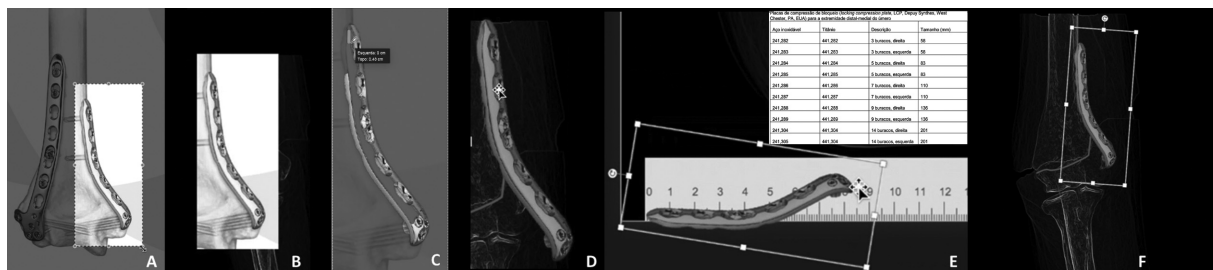 Placas de compressão de bloqueio (locking compression plate, LCP, Depuy Synthes, West
Chester, PA, EUA) para a extremidade distal-medial do úmero
Aço inoxidável Titânio Descrição Tamanho (mm)
241,282 441,282 3 buracos, direita 58
241,283 441,283 3 buracos, esquerda 58
241,284 441,284 5 buracos, direita 83
241,285 441,285 5 buracos, esquerda 83
241,286 441,286 7 buracos, direita 110
241,287 441,287 7 buracos, esquerda 110
241,288 441,288 9 buracos, direita 136
241,289 441,289 9 buracos, esquerda 136
241,304 441,304 14 buracos, direita 201
241,305 441,304 14 buracos, esquerda 201
Esquerda: 0 cm
Topo: 0,43 cm
0 1 2 3 4 5 6 8 9 10 11 12
A B C D E F